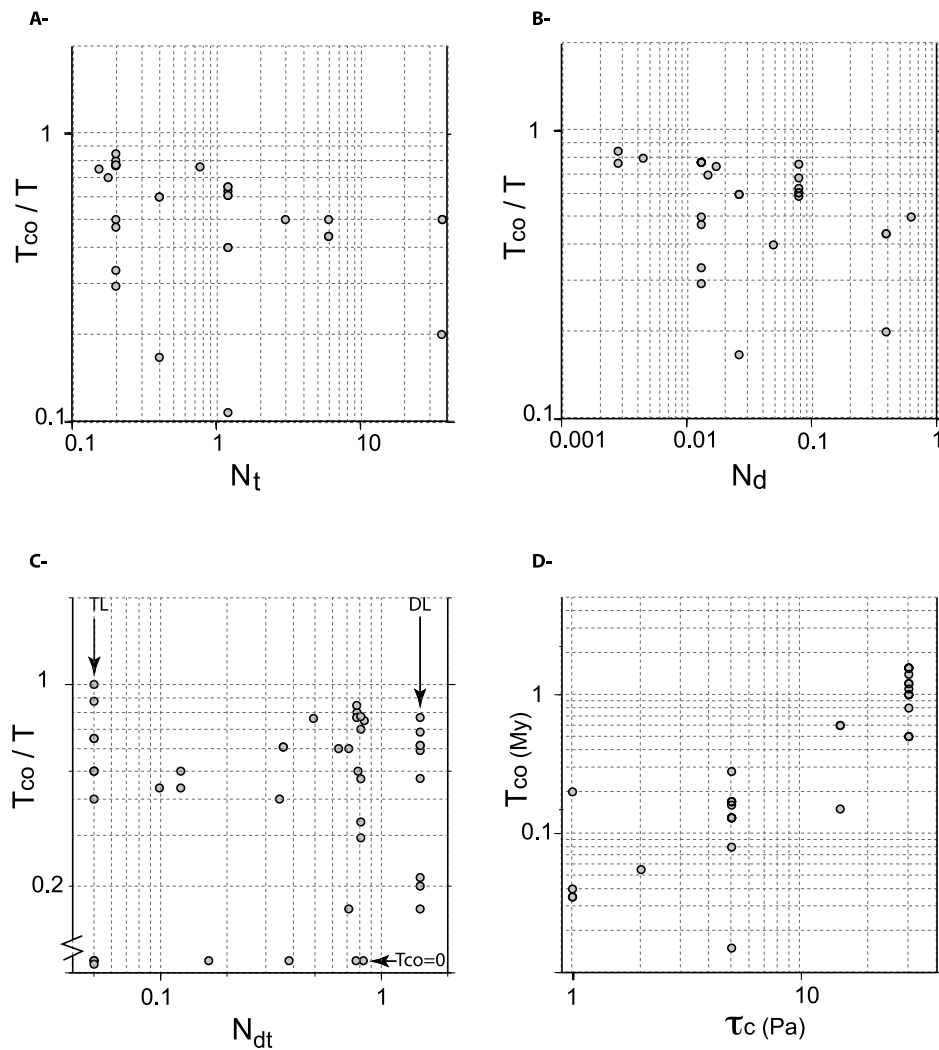 A-
1
0.1
Tco / T
0.1
1
10
Nt
B-
1
0.1
Tco / T
0.001
0.01
0.1
1
Nd
C-
TL
DL
1
0.2
Tco / T
Tco=0
0.1
1
Ndt
D-
1
0.1
Tco (My)
1
10
τc (Pa)